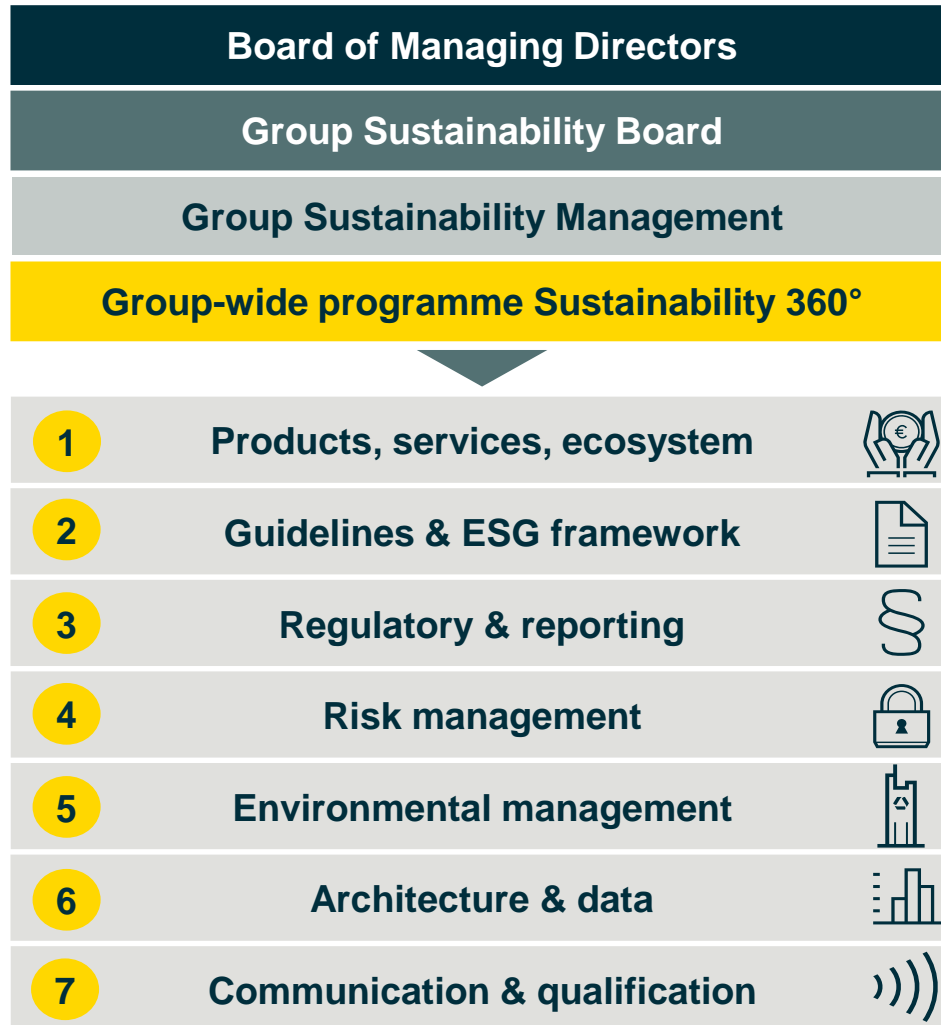 Board of Managing Directors
Group Sustainability Board
Group Sustainability Management
Group-wide programme Sustainability 360°
1 Products, services, ecosystem €
2 Guidelines & ESG framework
3 Regulatory & reporting §
4 Risk management
5 Environmental management
6 Architecture & data
7 Communication & qualification